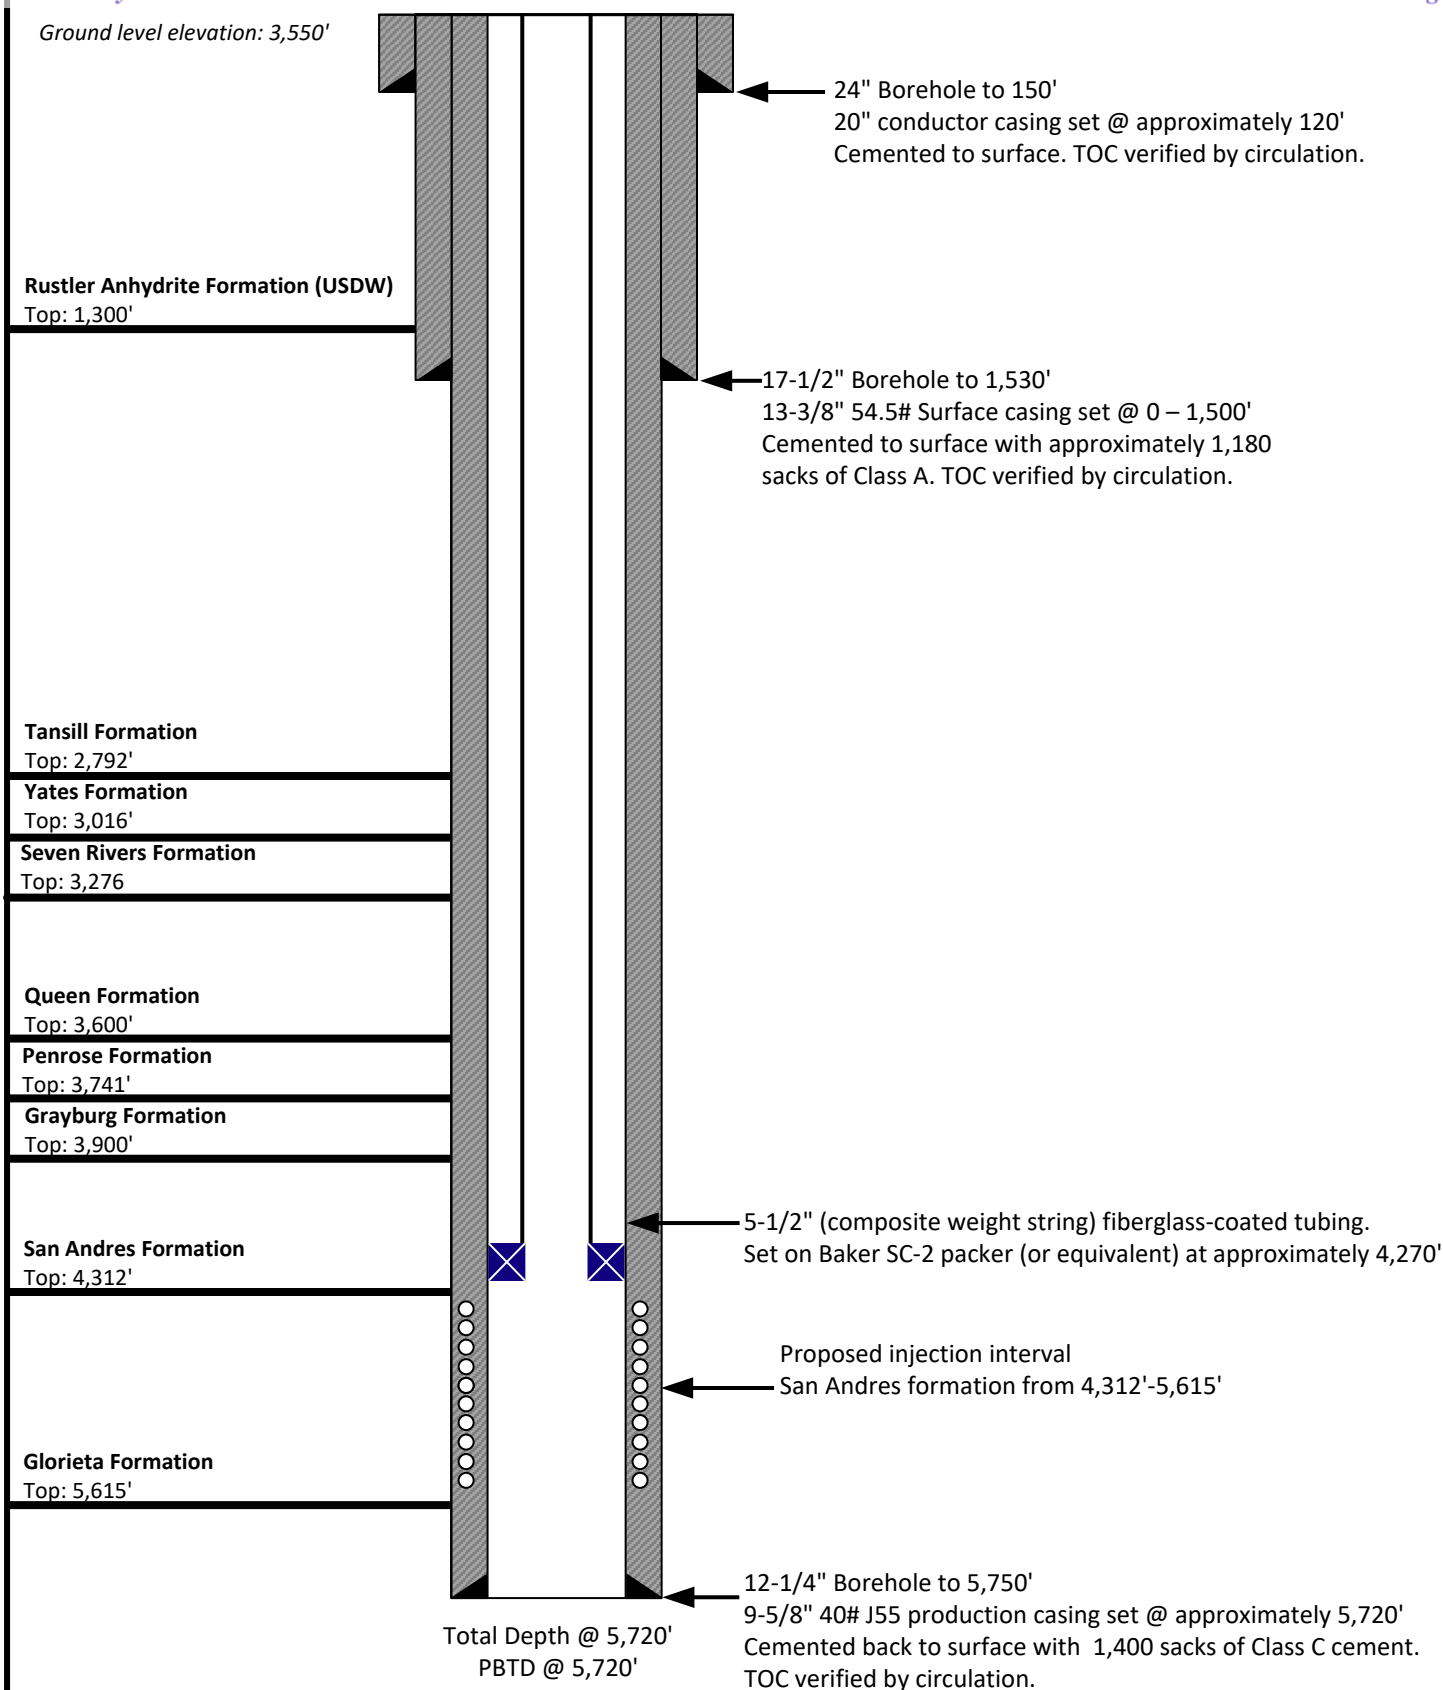 Ground level elevation: 3,550'
24" Borehole to 150'
20" conductor casing set @ approximately 120'
Cemented to surface. TOC verified by circulation.
Rustler Anhydrite Formation (USDW)
Top: 1,300'
17-1/2" Borehole to 1,530'
13-3/8" 54.5# Surface casing set @ 0 – 1,500'
Cemented to surface with approximately 1,180
sacks of Class A. TOC verified by circulation.
Tansill Formation
Top: 2,792'
Yates Formation
Top: 3,016'
Seven Rivers Formation
Top: 3,276
Queen Formation
Top: 3,600'
Penrose Formation
Top: 3,741'
Grayburg Formation
Top: 3,900'
5-1/2" (composite weight string) fiberglass-coated tubing.
Set on Baker SC-2 packer (or equivalent) at approximately 4,270'
San Andres Formation
Top: 4,312'
Proposed injection interval
San Andres formation from 4,312'-5,615'
Glorieta Formation
Top: 5,615'
12-1/4" Borehole to 5,750'
9-5/8" 40# J55 production casing set @ approximately 5,720'
Cemented back to surface with  1,400 sacks of Class C cement.
TOC verified by circulation.
Total Depth @ 5,720'
PBTD @ 5,720'